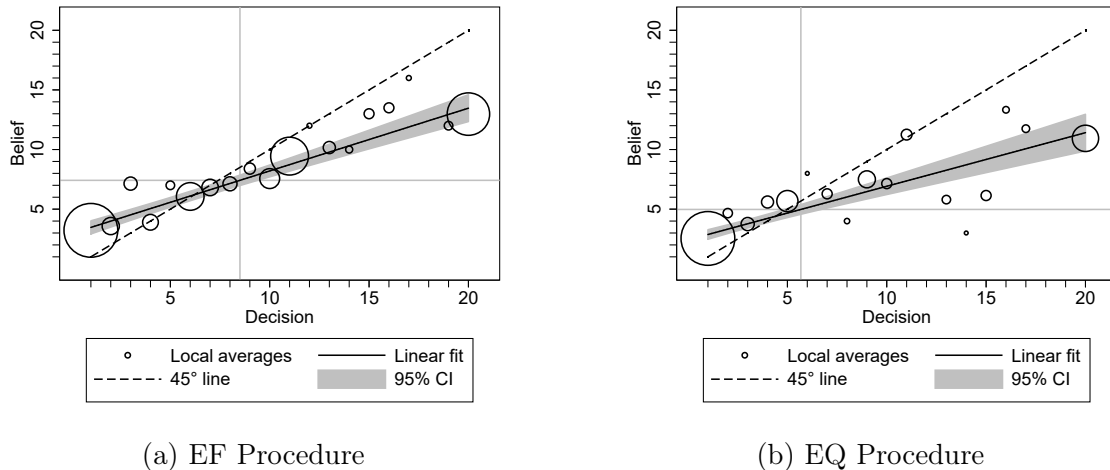 20
15
10
5
Belief
5 10 15 20
Decision
Local averages Linear fit
45° line 95% CI
(a) EF Procedure
20
15
10
5
Belief
5 10 15 20
Decision
Local averages Linear fit
45° line 95% CI
(b) EQ Procedure